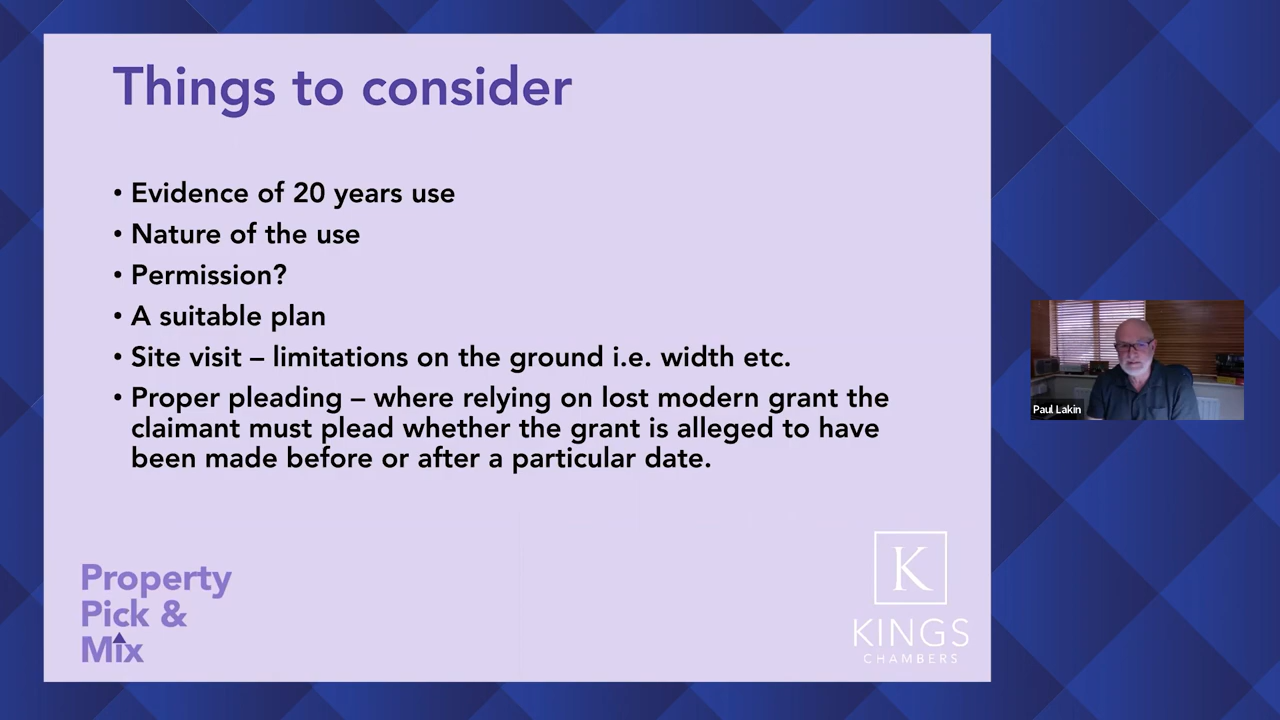 Things to consider
• Evidence of 20 years use
• Nature of the use
• Permission?
• A suitable plan
• Site visit – limitations on the ground i.e. width etc.
• Proper pleading – where relying on lost modern grant the
claimant must plead whether the grant is alleged to have
been made before or after a particular date.
Property
Pick &
Mix
K
KINGS
CHAMBERS
Paul Lakin